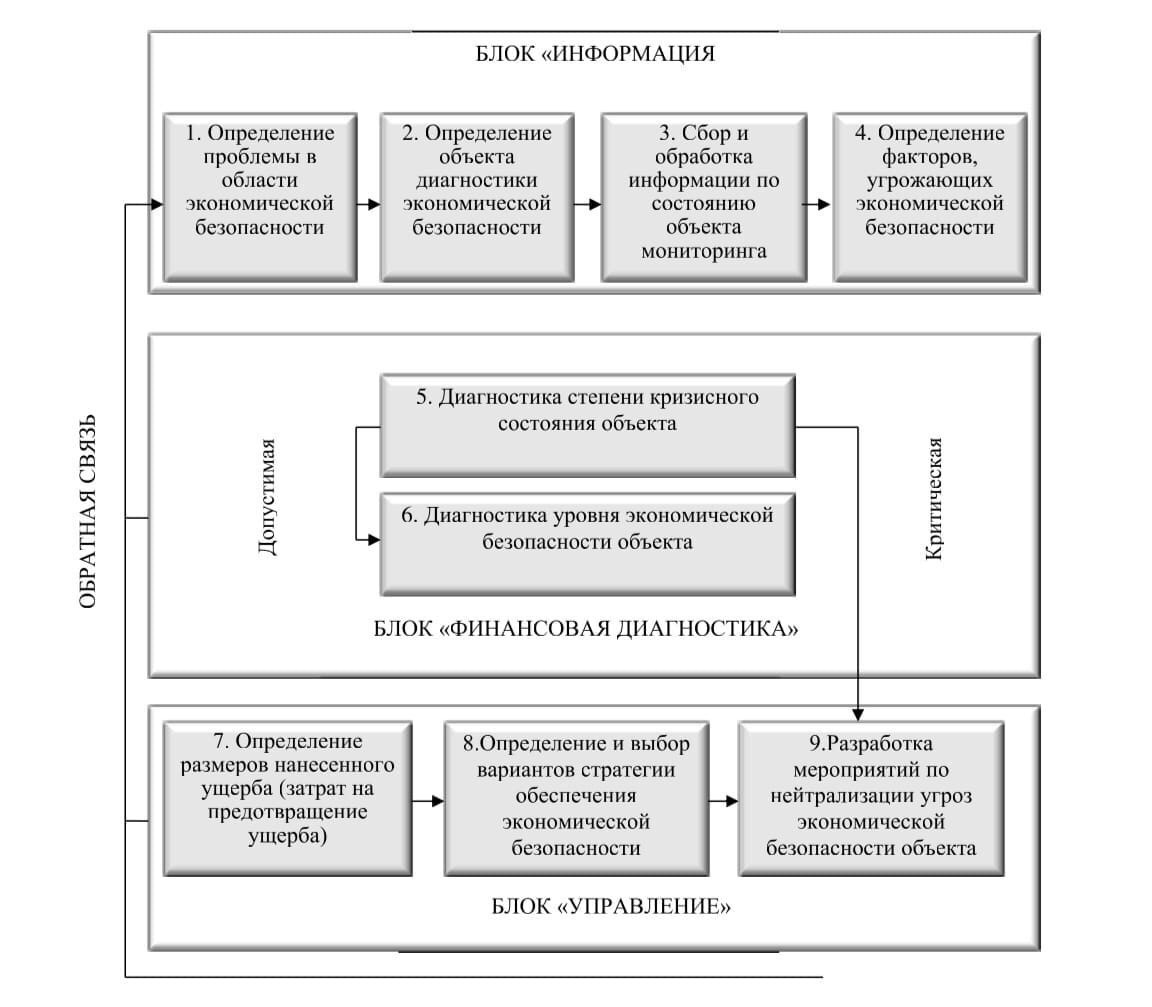 БЛОК «ИНФОРМАЦИЯ
1. Определение
проблемы в
области
экономической
безопасности
2. Определение
объекта
диагностики
экономической
безопасности
3. Сбор и
обработка
информации по
состоянию
объекта
мониторинга
4. Определение
факторов,
угрожающих
экономической
безопасности
ОБРАТНАЯ СВЯЗЬ
Допустимая
5. Диагностика степени кризисного
состояния объекта
6. Диагностика уровня экономической
безопасности объекта
Критическая
БЛОК «ФИНАНСОВАЯ ДИАГНОСТИКА»
7. Определение
размеров нанесенного
ущерба (затрат на
предотвращение
ущерба)
8.Определение и выбор
вариантов стратегии
обеспечения
экономической
безопасности
9.Разработка
мероприятий по
нейтрализации угроз
экономической
безопасности объекта
БЛОК «УПРАВЛЕНИЕ»